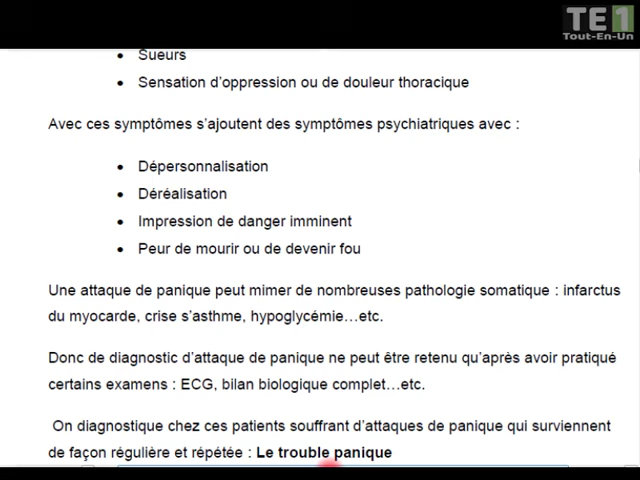 TE1
Tout-En-Un
• Sueurs
• Sensation d'oppression ou de douleur thoracique
Avec ces symptômes s'ajoutent des symptômes psychiatriques avec :
• Dépersonnalisation
• Déréalisation
• Impression de danger imminent
• Peur de mourir ou de devenir fou
Une attaque de panique peut mimer de nombreuses pathologie somatique : infarctus
du myocarde, crise s'asthme, hypoglycémie…etc.
Donc de diagnostic d'attaque de panique ne peut être retenu qu'après avoir pratiqué
certains examens : ECG, bilan biologique complet…etc.
On diagnostique chez ces patients souffrant d'attaques de panique qui surviennent
de façon régulière et répétée : Le trouble panique